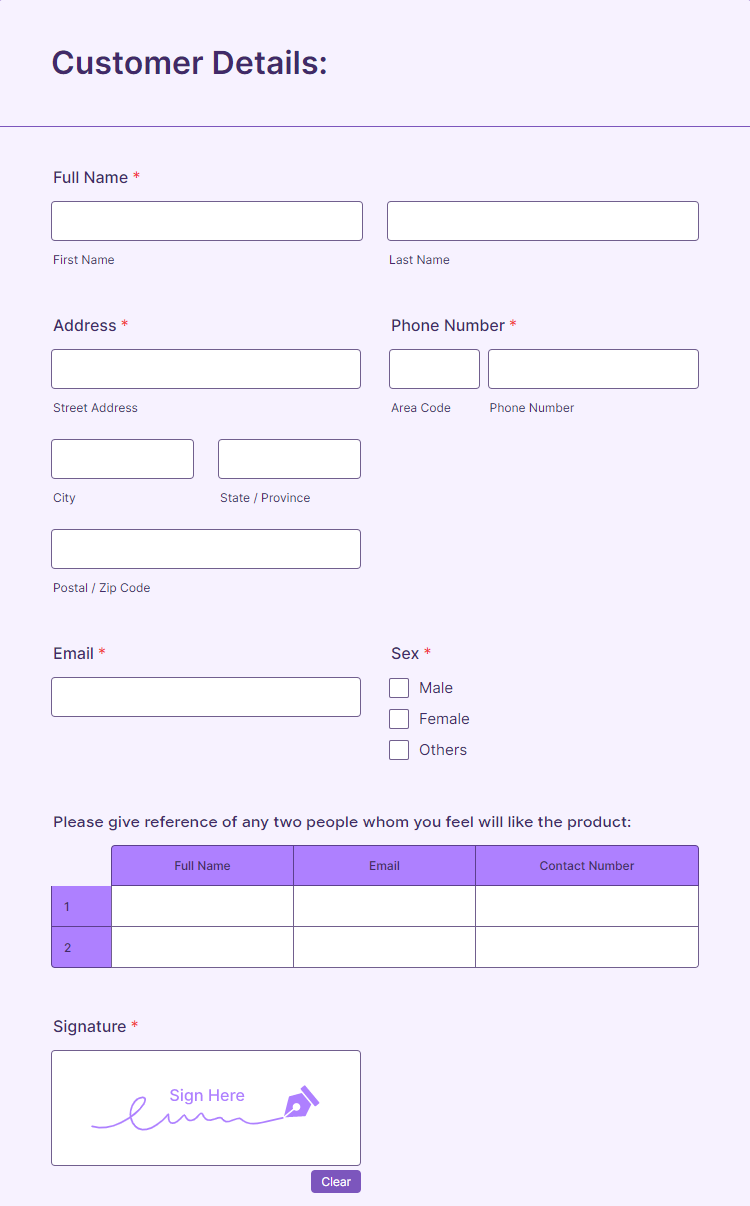 Customer Details:
Full Name *
First Name
Last Name
Address *
Phone Number *
Street Address
Area Code
Phone Number
City
State / Province
Postal / Zip Code
Email *
Sex *
Male
Female
Others
Please give reference of any two people whom you feel will like the product:
Full Name
Email
Contact Number
1
2
Signature *
Sign Here
Clear